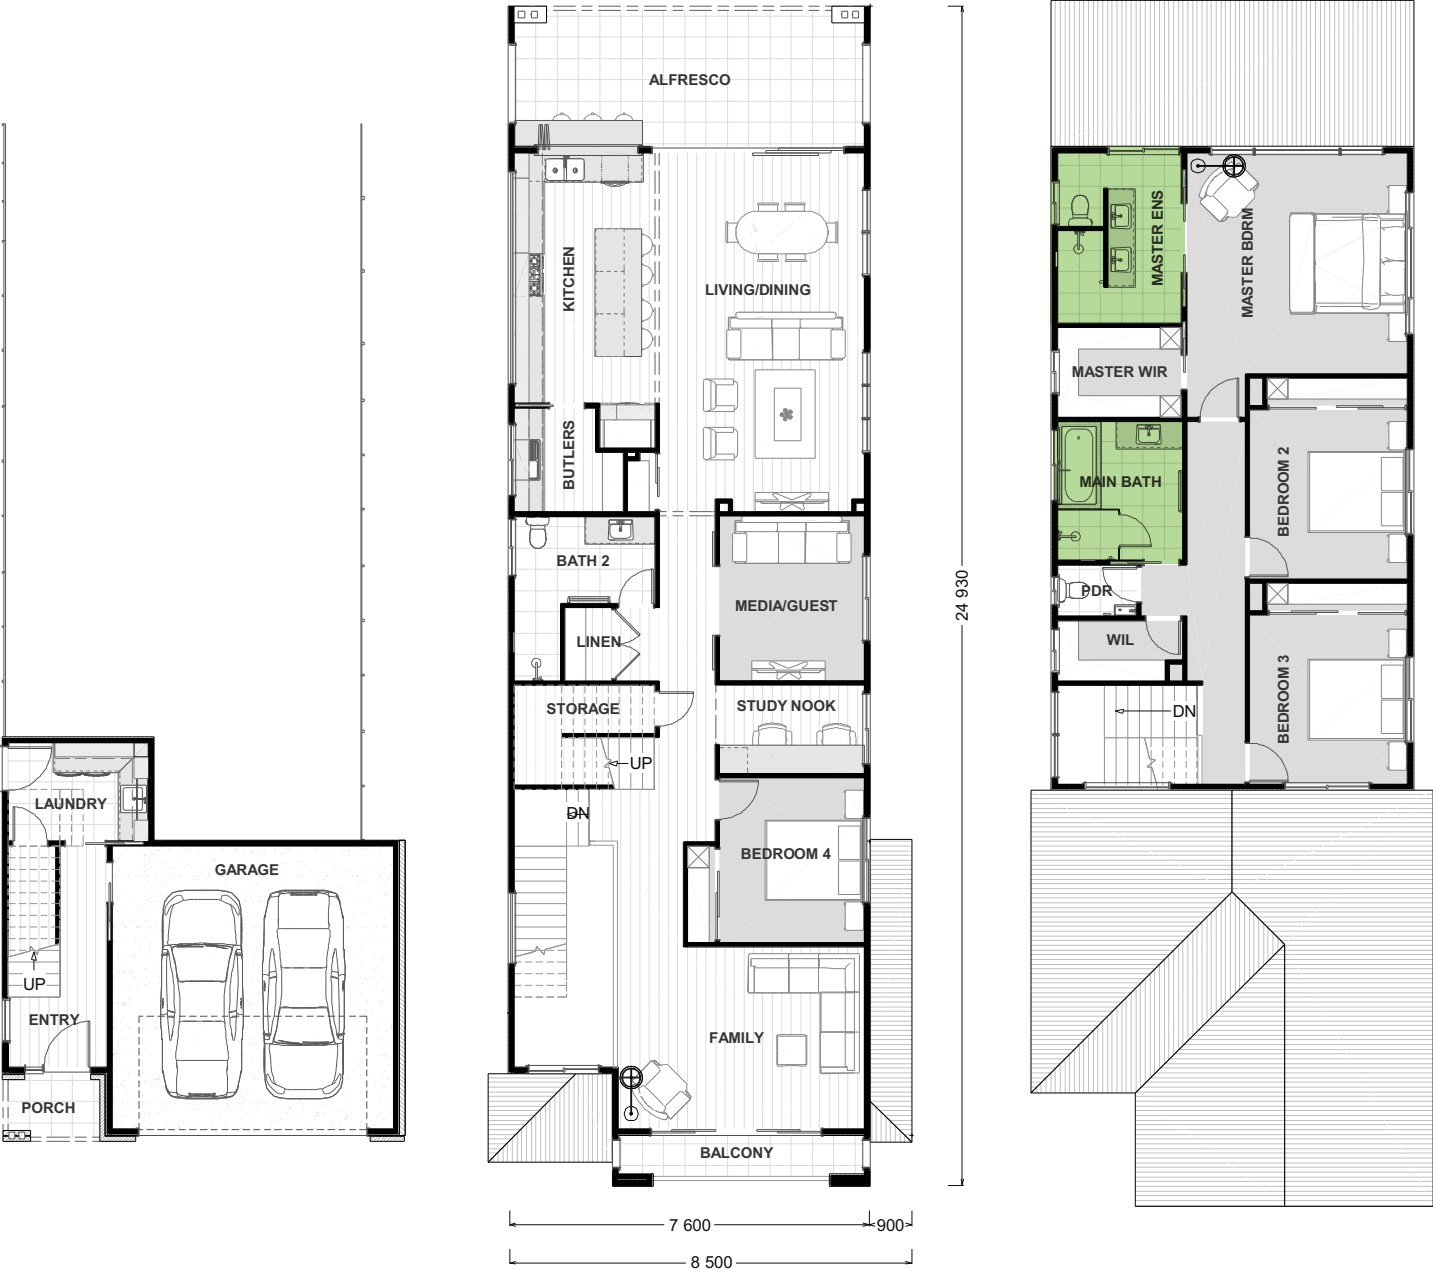 LAUNDRY
GARAGE
UP
ENTRY
PORCH
ALFRESCO
KITCHEN
LIVING/DINING
BUTLERS
BATH 2
MEDIA/GUEST
LINEN
STORAGE
STUDY NOOK
UP
DN
BEDROOM 4
FAMILY
BALCONY
24 930
7 600
900
8 500
MASTER ENS
MASTER BDRM
MASTER WIR
MAIN BATH
BEDROOM 2
PDR
WIL
BEDROOM 3
DN